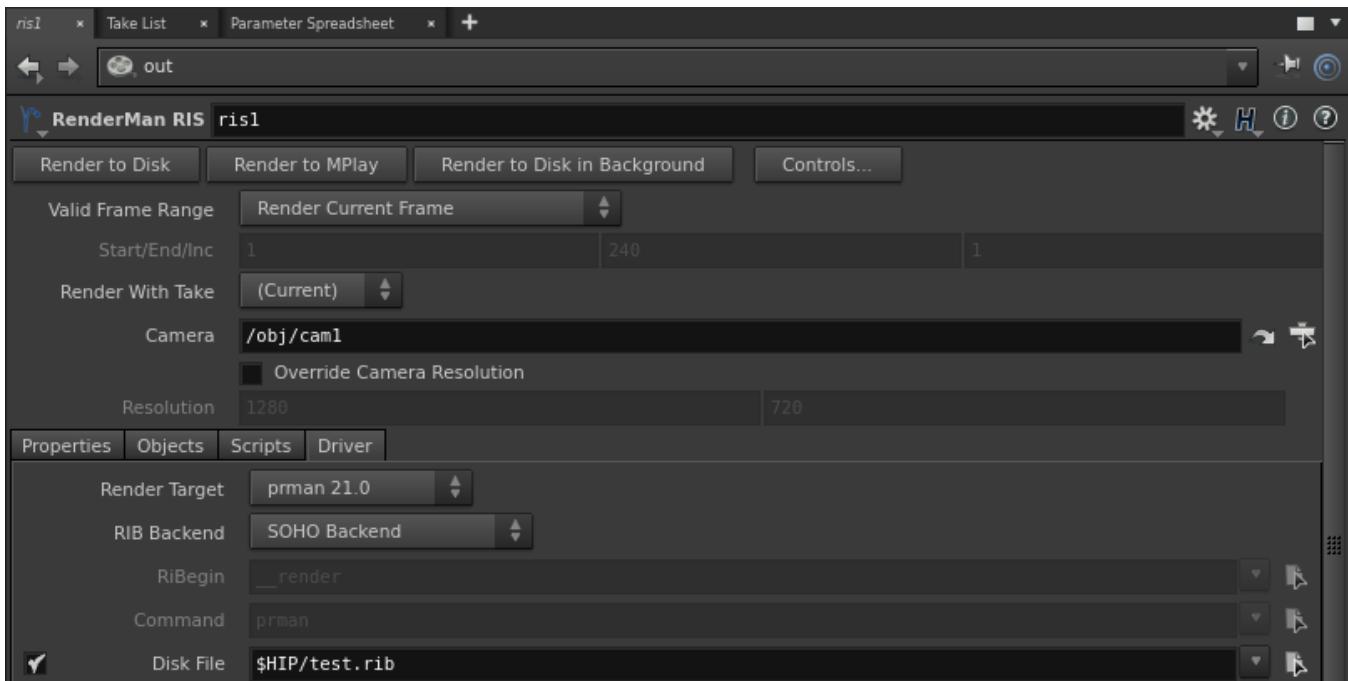 ris1 × Take List × Parameter Spreadsheet × +
out
RenderMan RIS ris1
Render to Disk Render to MPlay Render to Disk in Background Controls...
Valid Frame Range Render Current Frame
Start/End/Inc 1 240 1
Render With Take (Current)
Camera /obj/cam1
Override Camera Resolution
Resolution 1280 720
Properties Objects Scripts Driver
Render Target prman 21.0
RIB Backend SOHO Backend
RiBegin __render
Command prman
Disk File $HIP/test.rib